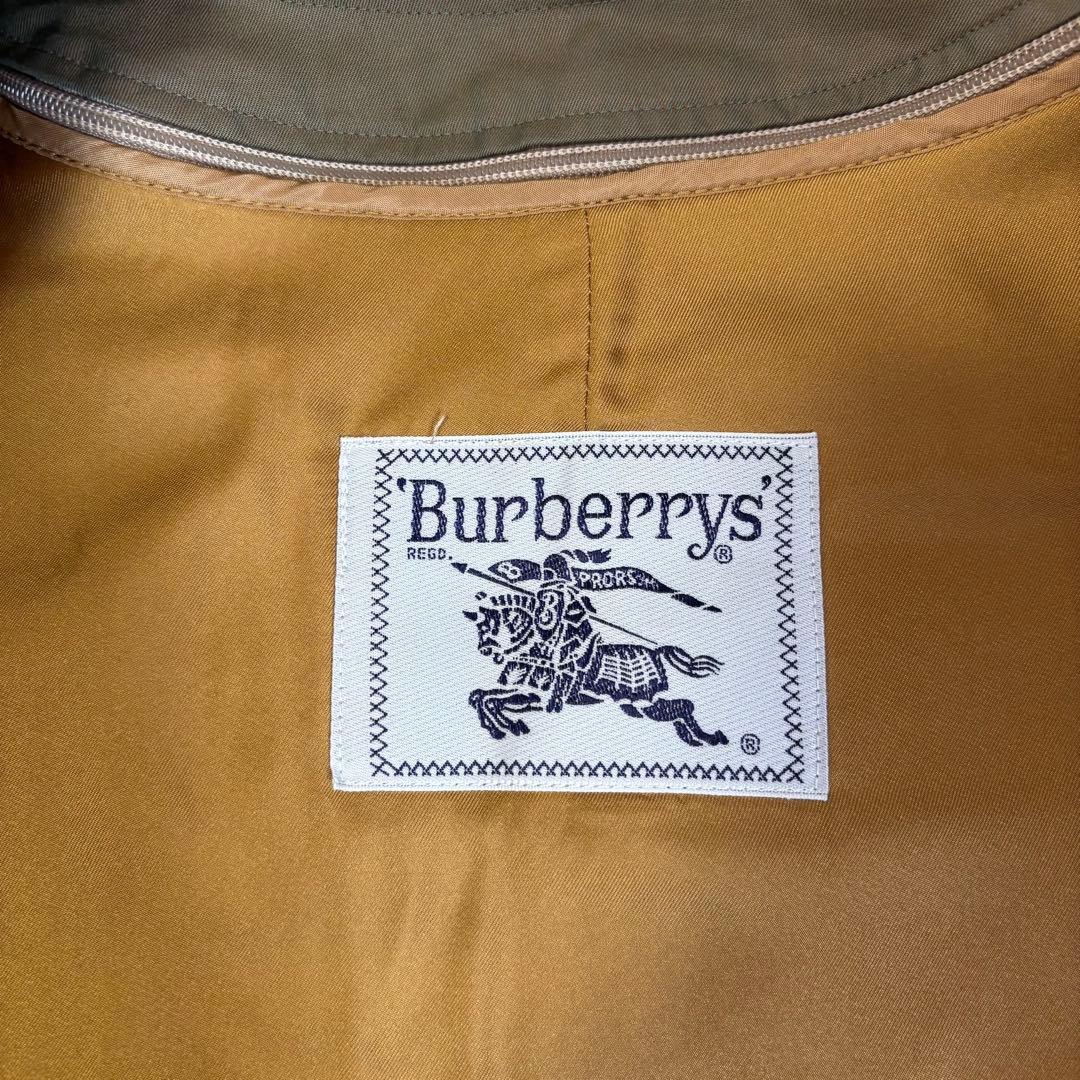 'Burberrys'
REGD. ®
B PRORSUM
®